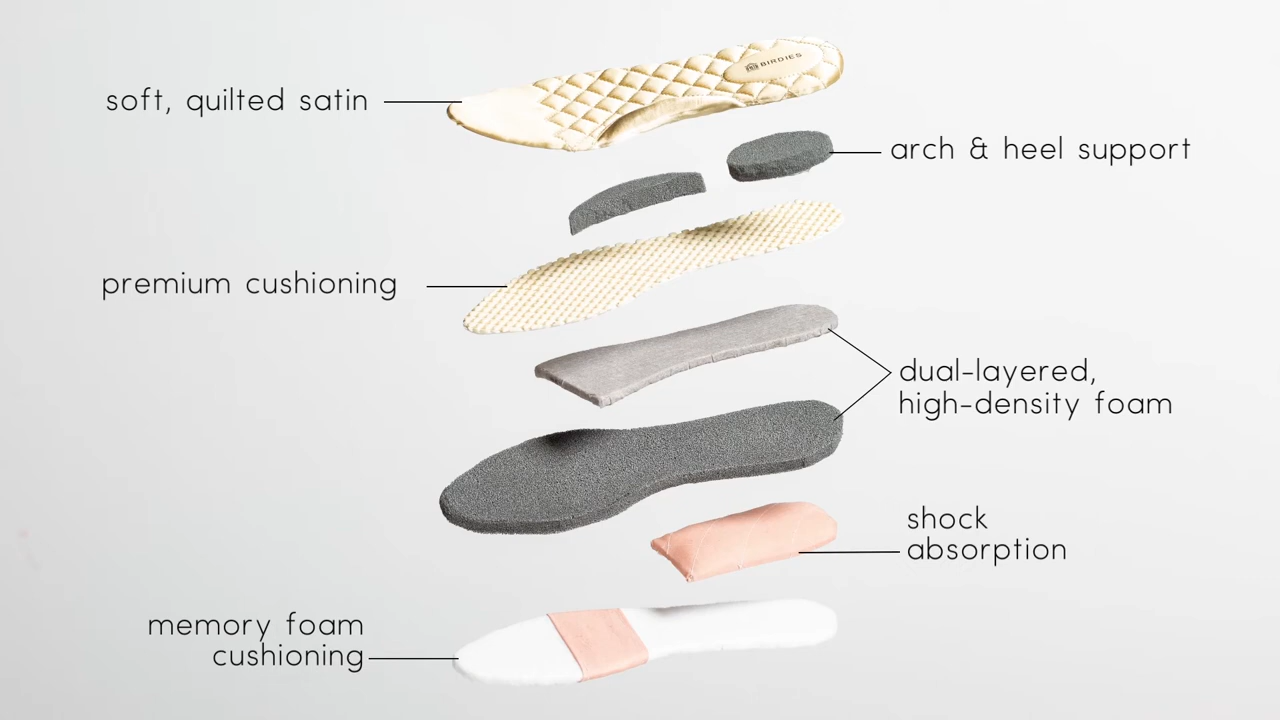 BIRDIES
soft, quilted satin
arch & heel support
premium cushioning
dual-layered,
high-density foam
shock
absorption
memory foam
cushioning